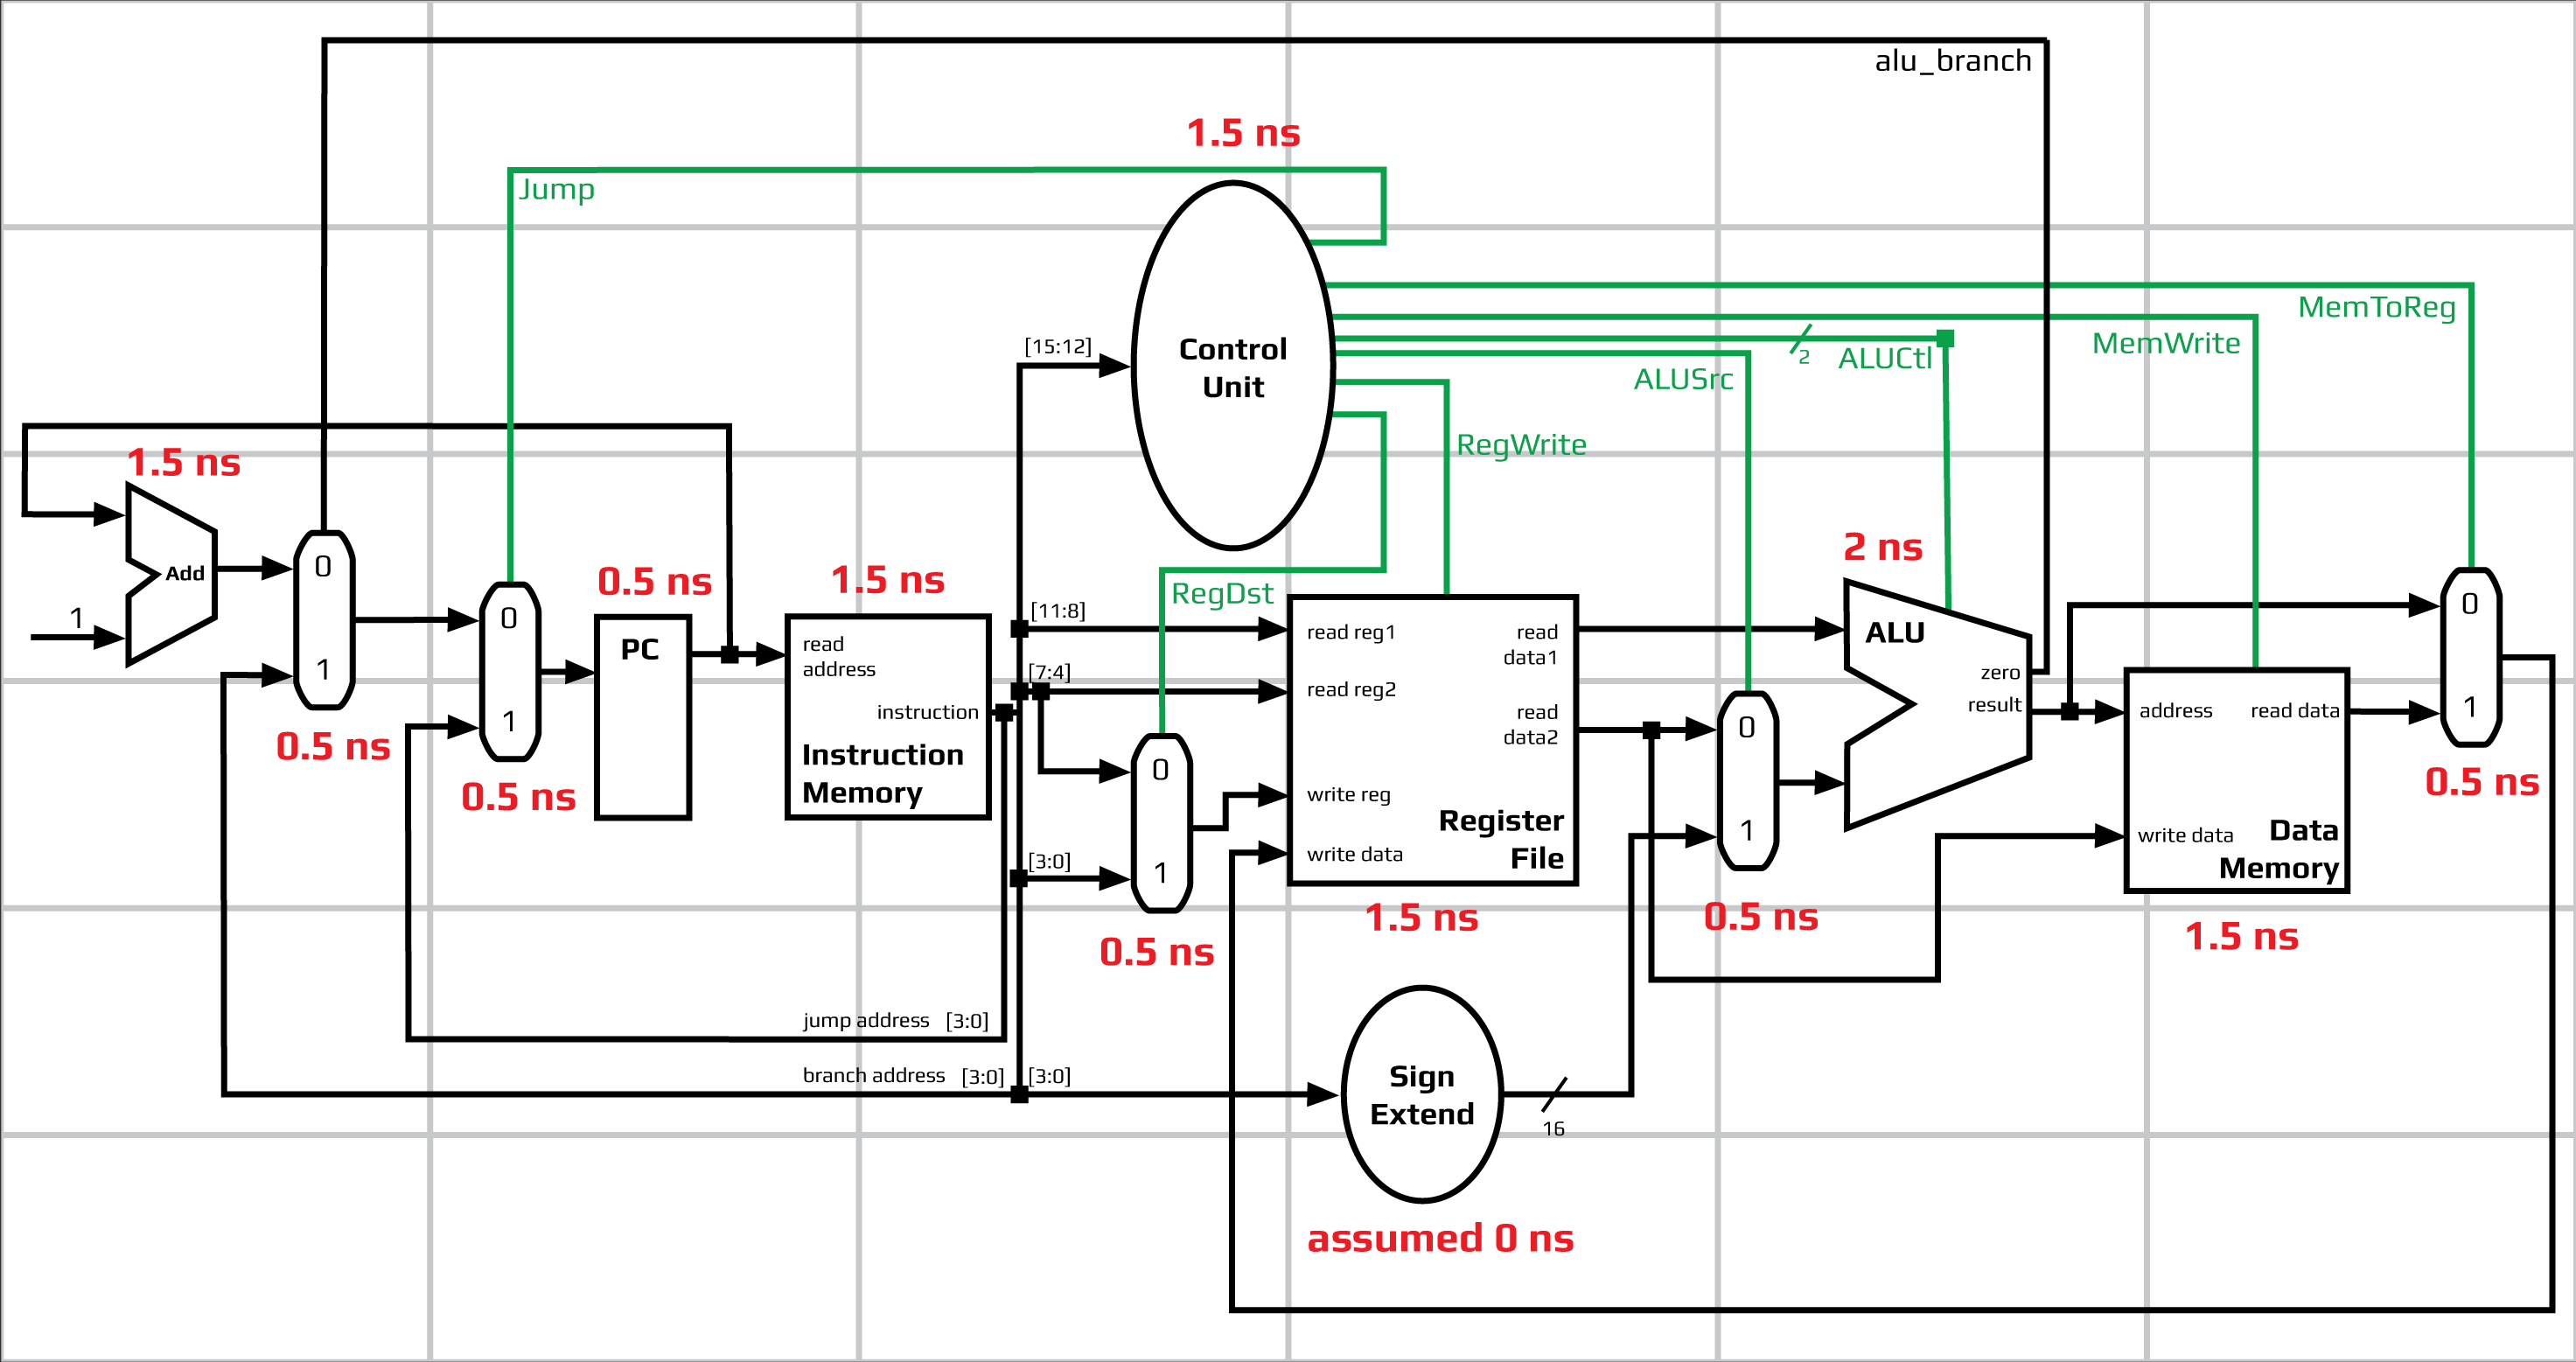 alu_branch
1.5 ns
Jump
MemToReg
MemWrite
2
ALUCtl
ALUSrc
[15:12]
Control
Unit
RegWrite
1.5 ns
Add
1
0
1
0.5 ns
0
1
0.5 ns
0.5 ns
PC
1.5 ns
read
address
instruction
Instruction
Memory
[11:8]
[7:4]
[3:0]
RegDst
0
1
0.5 ns
read reg1
read
data1
read reg2
read
data2
write reg
write data
Register
File
1.5 ns
0
1
0.5 ns
2 ns
ALU
zero
result
address
read data
write data
Data
Memory
1.5 ns
0
1
0.5 ns
jump address [3:0]
branch address [3:0]
[3:0]
Sign
Extend
16
assumed 0 ns